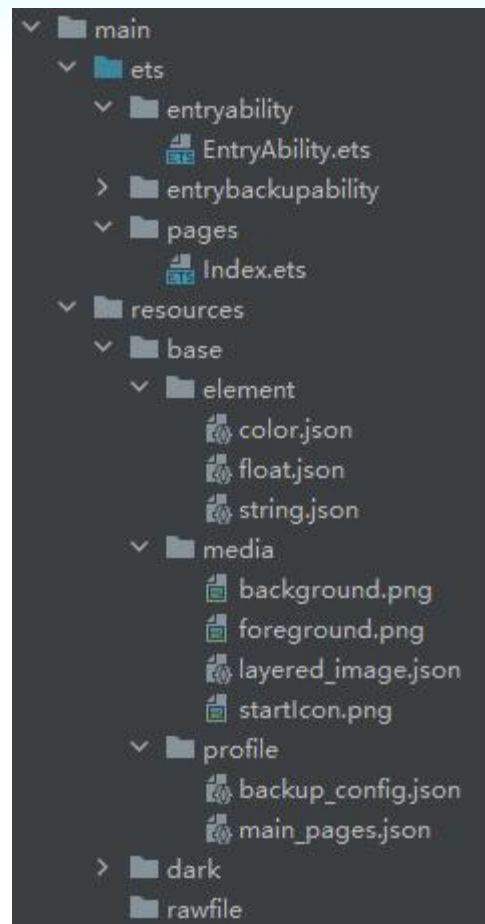 main
ets
entryability
EntryAbility.ets
entrybackupability
pages
Index.ets
resources
base
element
color.json
float.json
string.json
media
background.png
foreground.png
layered_image.json
startIcon.png
profile
backup_config.json
main_pages.json
dark
rawfile